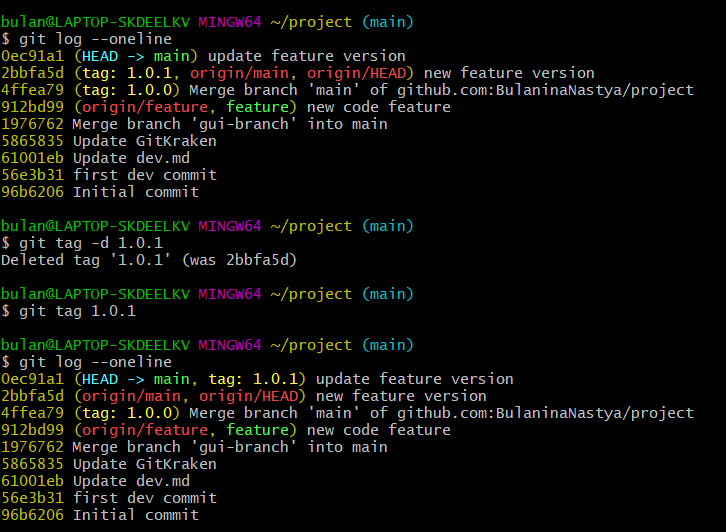 bulan@LAPTOP-SKDEELKV MINGW64 ~/project (main)
$ git log --oneline
0ec91a1 (HEAD -> main) update feature version
2bbfa5d (tag: 1.0.1, origin/main, origin/HEAD) new feature version
4ffea79 (tag: 1.0.0) Merge branch 'main' of github.com:BulaninaNastya/project
912bd99 (origin/feature, feature) new code feature
1976762 Merge branch 'gui-branch' into main
5865835 Update GitKraken
61001eb Update dev.md
56e3b31 first dev commit
96b6206 Initial commit
bulan@LAPTOP-SKDEELKV MINGW64 ~/project (main)
$ git tag -d 1.0.1
Deleted tag '1.0.1' (was 2bbfa5d)
bulan@LAPTOP-SKDEELKV MINGW64 ~/project (main)
$ git tag 1.0.1
bulan@LAPTOP-SKDEELKV MINGW64 ~/project (main)
$ git log --oneline
0ec91a1 (HEAD -> main, tag: 1.0.1) update feature version
2bbfa5d (origin/main, origin/HEAD) new feature version
4ffea79 (tag: 1.0.0) Merge branch 'main' of github.com:BulaninaNastya/project
912bd99 (origin/feature, feature) new code feature
1976762 Merge branch 'gui-branch' into main
5865835 Update GitKraken
61001eb Update dev.md
56e3b31 first dev commit
96b6206 Initial commit